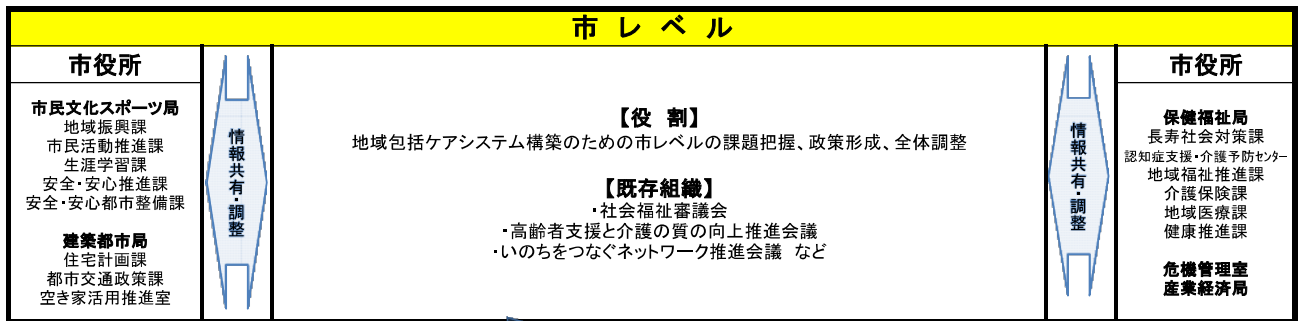 市 レ ベ ル
市役所
市民文化スポーツ局
地域振興課
市民活動推進課
生涯学習課
安全・安心推進課
安全・安心都市整備課
建築都市局
住宅計画課
都市交通政策課
空き家活用推進室
情報共有・調整
【役 割】
地域包括ケアシステム構築のための市レベルの課題把握、政策形成、全体調整
【既存組織】
・社会福祉審議会
・高齢者支援と介護の質の向上推進会議
・いのちをつなぐネットワーク推進会議 など
情報共有・調整
市役所
保健福祉局
長寿社会対策課
認知症支援・介護予防センター
地域福祉推進課
介護保険課
地域医療課
健康推進課
危機管理室
産業経済局